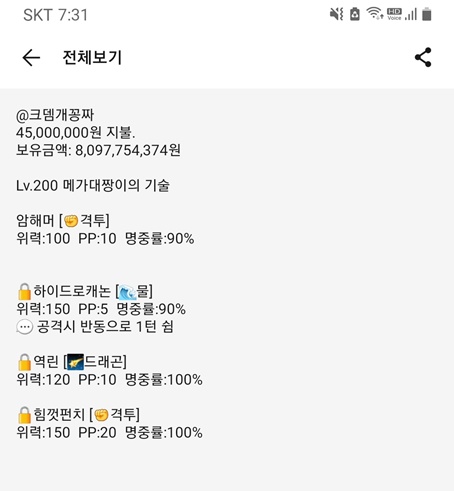 SKT 7:31
HD
Voice
전체보기
@크뎀개꽁짜
45,000,000원 지불.
보유금액: 8,097,754,374원
Lv.200 메가대짱이의 기술
암해머 [✊격투]
위력:100 PP:10 명중률:90%
🔒하이드로캐논 [🌊물]
위력:150 PP:5 명중률:90%
💬 공격시 반동으로 1턴 쉼
🔒역린 [드래곤]
위력:120 PP:10 명중률:100%
🔒힘껏펀치 [✊격투]
위력:150 PP:20 명중률:100%